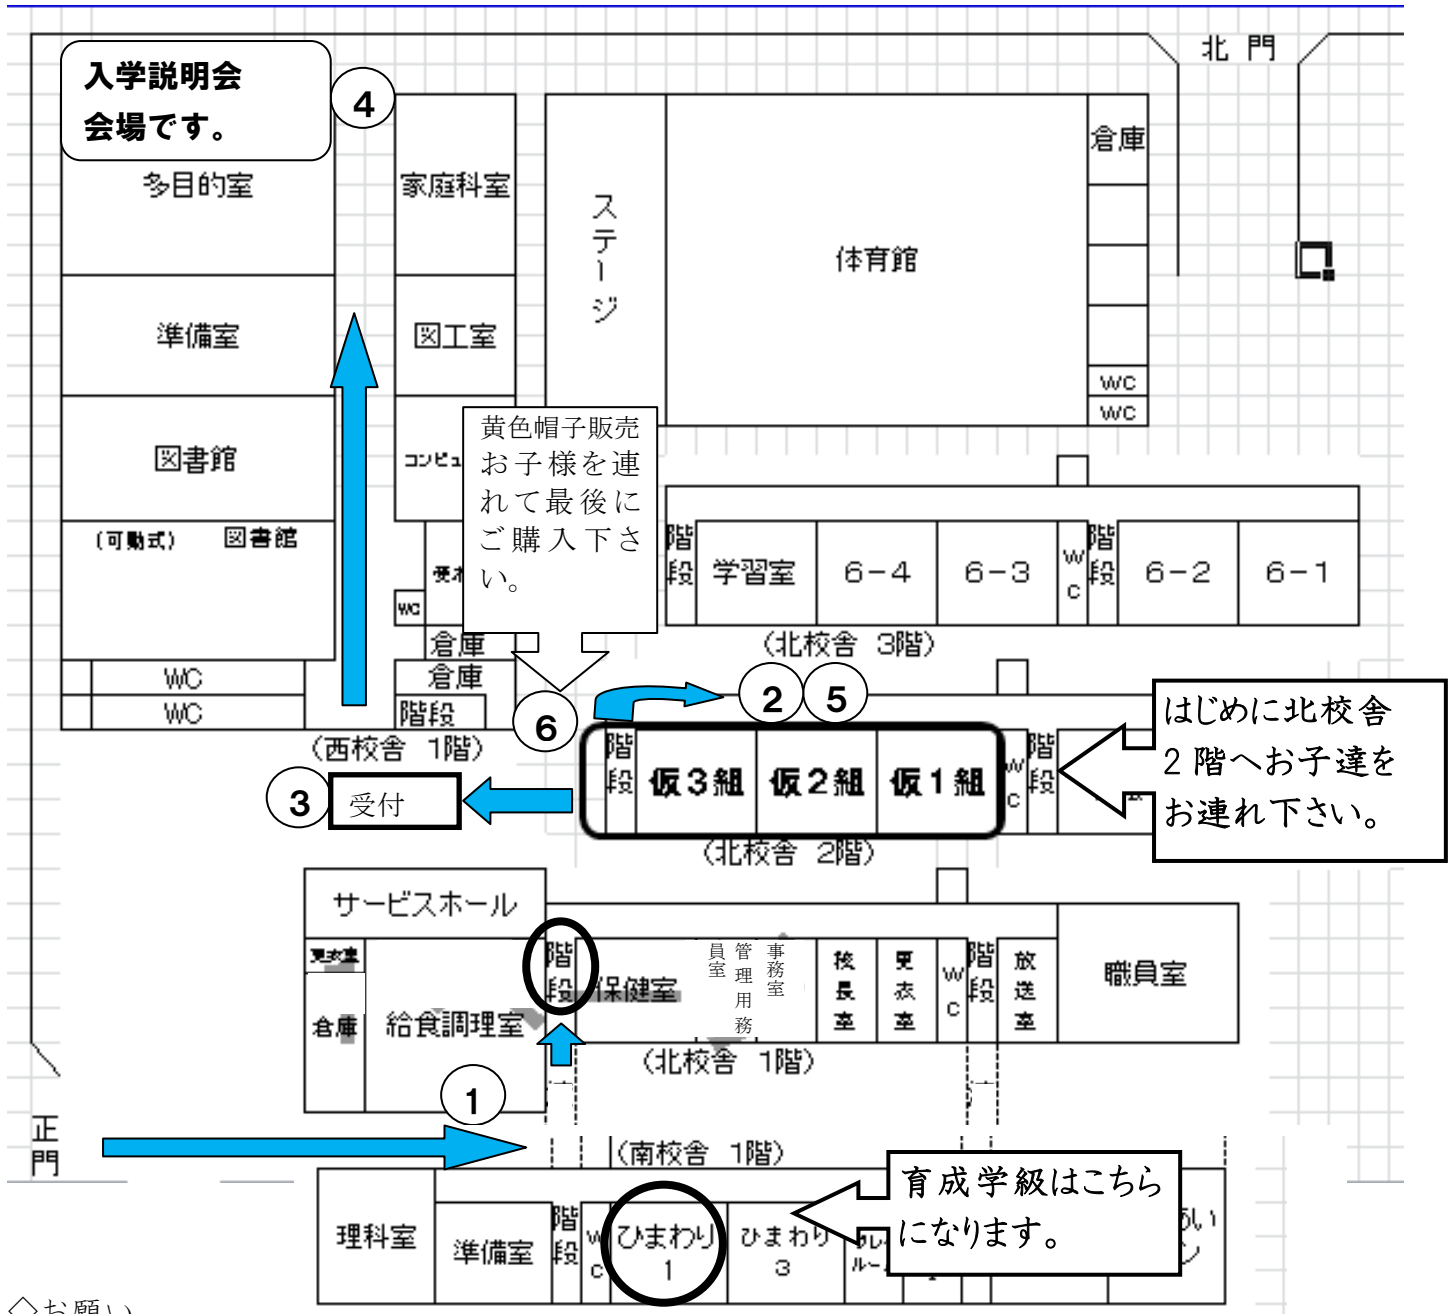 北 門
入学説明会
会場です。
④
多目的室
家庭科室
ステージ
体育館
倉庫
準備室
図工室
WC
WC
図書館
コンピュ
黄色帽子販売
お子様を連
れて最後に
ご購入下さ
い。
(可動式) 図書館
WC
倉庫
階段
学習室
6-4
6-3
WC
階段
6-2
6-1
(北校舎 3階)
WC
倉庫
WC
階段
(西校舎 1階)
⑥
② ⑤
はじめに北校舎
2階へお子達を
お連れ下さい。
③
受付
階段
仮3組
仮2組
仮1組
WC
階段
(北校舎 2階)
サービスホール
更衣室
倉庫
給食調理室
階段
保健室
管理用務
員室
事務室
校長室
更衣室
WC
階段
放送室
職員室
(北校舎 1階)
①
正門
(南校舎 1階)
育成学級はこちら
になります。
理科室
準備室
階段
WC
ひまわり
1
ひまわり
3
◇お願い